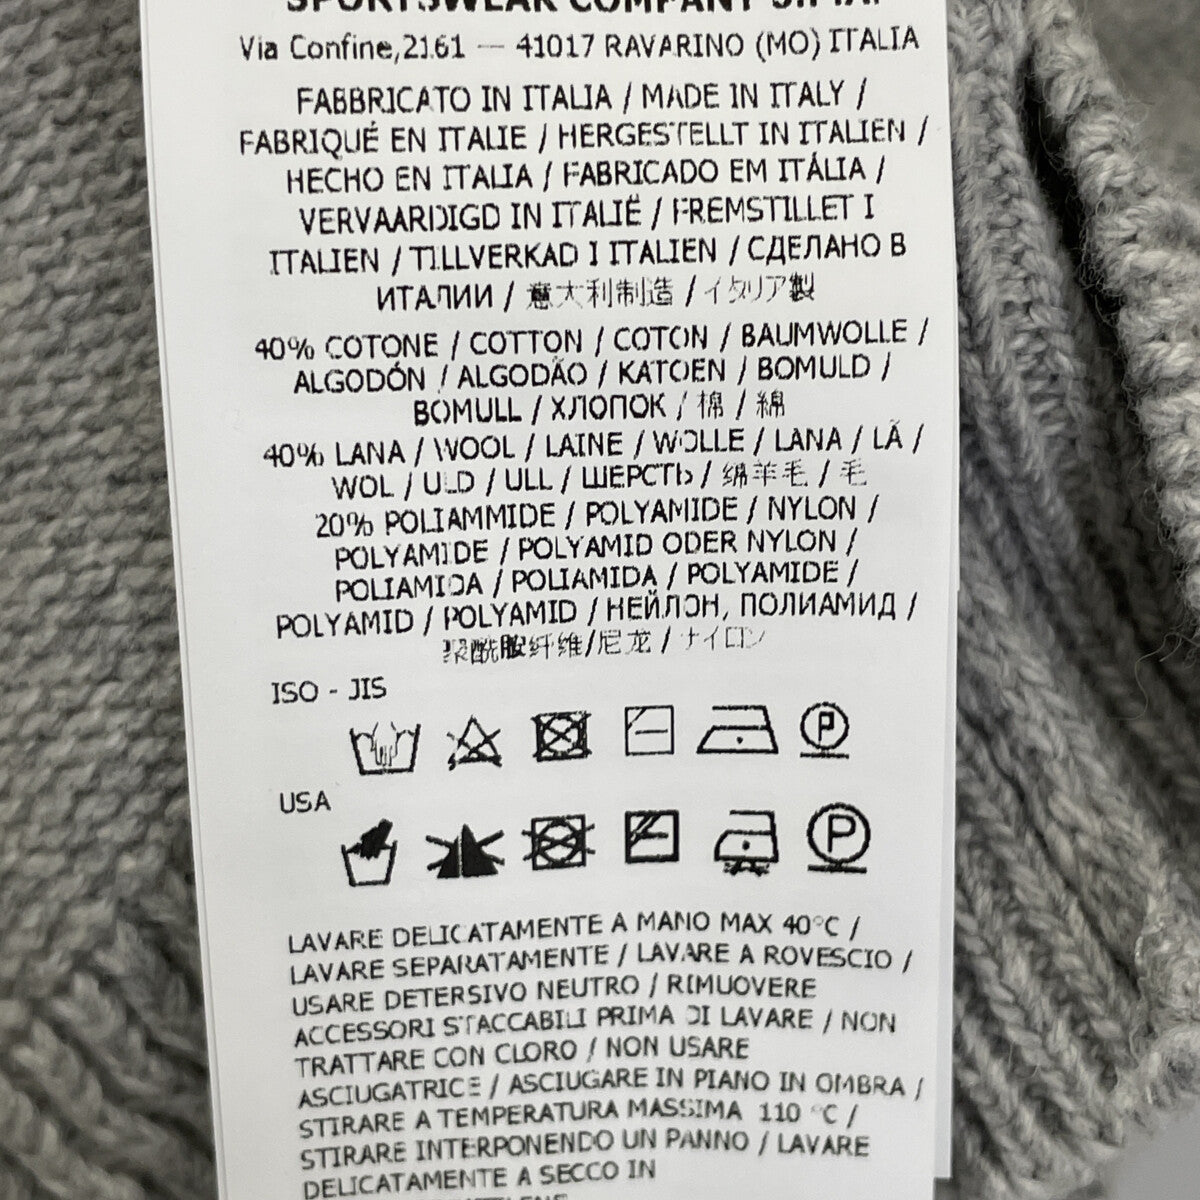 SPORTSWEAR COMPANY S.P.A.
Via Confine,2161 — 41017 RAVARINO (MO) ITALIA
FABBRICATO IN ITALIA / MADE IN ITALY /
FABRIQUÉ EN ITALIE / HERGESTELLT IN ITALIEN /
HECHO EN ITALIA / FABRICADO EM ITÁLIA /
VERVAARDIGD IN ITALIË / FREMSTILLET I
ITALIEN / TILLVERKAD I ITALIEN / СДЕЛАНО В
ИТАЛИИ / 意大利制造 / イタリア製
40% COTONE / COTTON / COTON / BAUMWOLLE /
ALGODÓN / ALGODÃO / KATOEN / BOMULD /
BOMULL / ХЛОПОК / 棉 / 綿
40% LANA / WOOL / LAINE / WOLLE / LANA / LÃ /
WOL / ULD / ULL / ШЕРСТЬ / 绵羊毛 / 毛
20% POLIAMMIDE / POLYAMIDE / NYLON /
POLYAMIDE / POLYAMID ODER NYLON /
POLIAMIDA / POLIAMIDA / POLYAMIDE /
POLYAMID / POLYAMID / НЕЙЛОН, ПОЛИАМИД /
聚酰胺纤维/尼龙 / ナイロン
ISO - JIS
P
USA
P
LAVARE DELICATAMENTE A MANO MAX 40°C /
LAVARE SEPARATAMENTE / LAVARE A ROVESCIO /
USARE DETERSIVO NEUTRO / RIMUOVERE
ACCESSORI STACCABILI PRIMA DI LAVARE / NON
TRATTARE CON CLORO / NON USARE
ASCIUGATRICE / ASCIUGARE IN PIANO IN OMBRA /
STIRARE A TEMPERATURA MASSIMA 110 °C /
STIRARE INTERPONENDO UN PANNO / LAVARE
DELICATAMENTE A SECCO IN